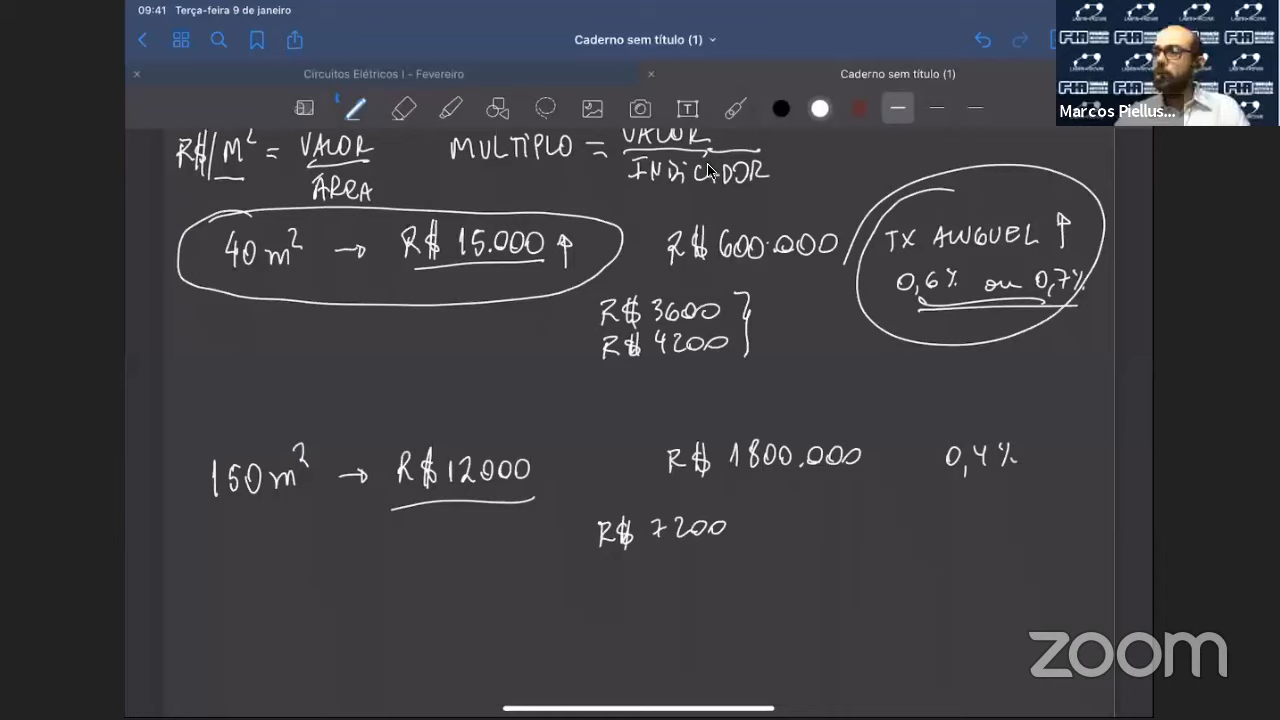 09:41 Terça-feira 9 de janeiro
Caderno sem título (1)
Circuitos Elétricos I - Fevereiro
Caderno sem título (1)
Marcos Piellus...
R$/M² = VALOR
ÁREA
MULTIPLO = VALOR
INDICADOR
40 m² → R$ 15.000 ↑
R$ 600.000
TX ALUGUEL ↑
0,6% ou 0,7%
R$ 3600
R$ 4200
150 m² → R$ 12000
R$ 1800.000
0,4%
R$ 7200
zoom